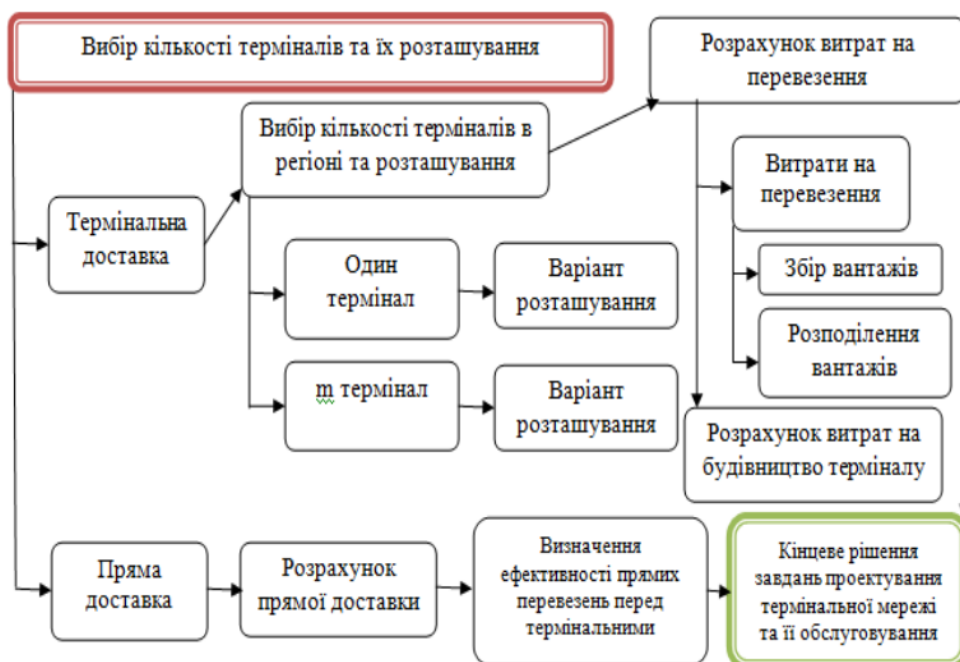 Вибір кількості терміналів та їх розташування
Розрахунок витрат на
перевезення
Вибір кількості терміналів в
регіоні та розташування
Витрати на
перевезення
Термінальна
доставка
Один
термінал
Варіант
розташування
Збір вантажів
Розподілення
вантажів
m термінал
Варіант
розташування
Розрахунок витрат на
будівництво терміналу
Пряма
доставка
Розрахунок
прямої доставки
Визначення
ефективності прямих
перевезень перед
термінальними
Кінцеве рішення
завдань проектування
термінальної мережі
та її обслуговування